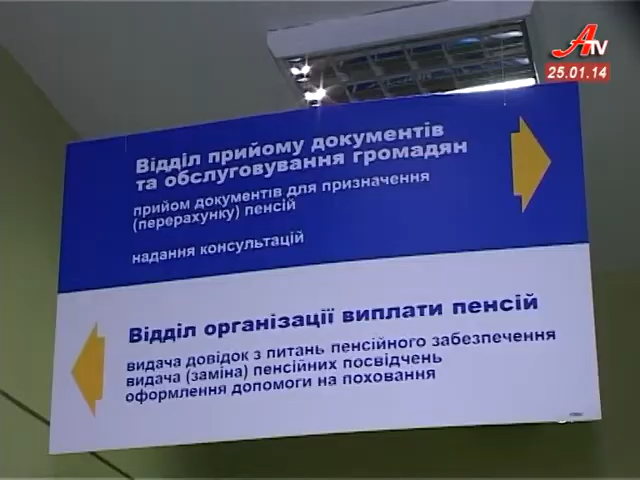 ATV
25.01.14
Відділ прийому документів
та обслуговування громадян
прийом документів для призначення
(перерахунку) пенсій
надання консультацій
Відділ організації виплати пенсій
видача довідок з питань пенсійного забезпечення
видача (заміна) пенсійних посвідчень
оформлення допомоги на поховання